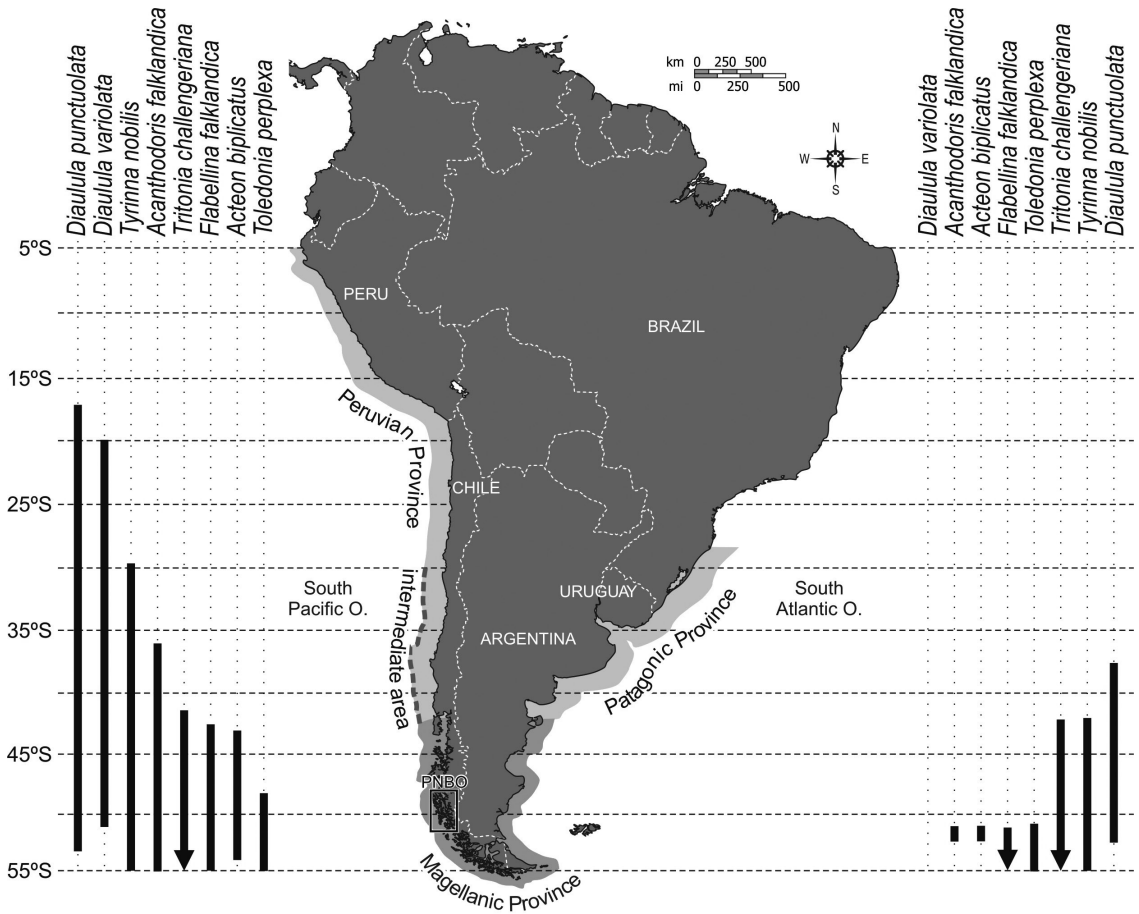 Diaulula punctuolata
Diaulula variolata
Tyrinna nobilis
Acanthodoris falklandica
Tritonia challengeriana
Flabellina falklandica
Acteon biplicatus
Toledonia perplexa
km 0 250 500
mi 0 250 500
N
W E
S
Diaulula variolata
Acanthodoris falklandica
Acteon biplicatus
Flabellina falklandica
Toledonia perplexa
Tritonia challengeriana
Tyrinna nobilis
Diaulula punctuolata
5ºS
15ºS
25ºS
35ºS
45ºS
55ºS
PERU
BRAZIL
CHILE
URUGUAY
ARGENTINA
Peruvian Province
intermediate area
South
Pacific O.
South
Atlantic O.
Patagonic Province
PNBO
Magellanic Province